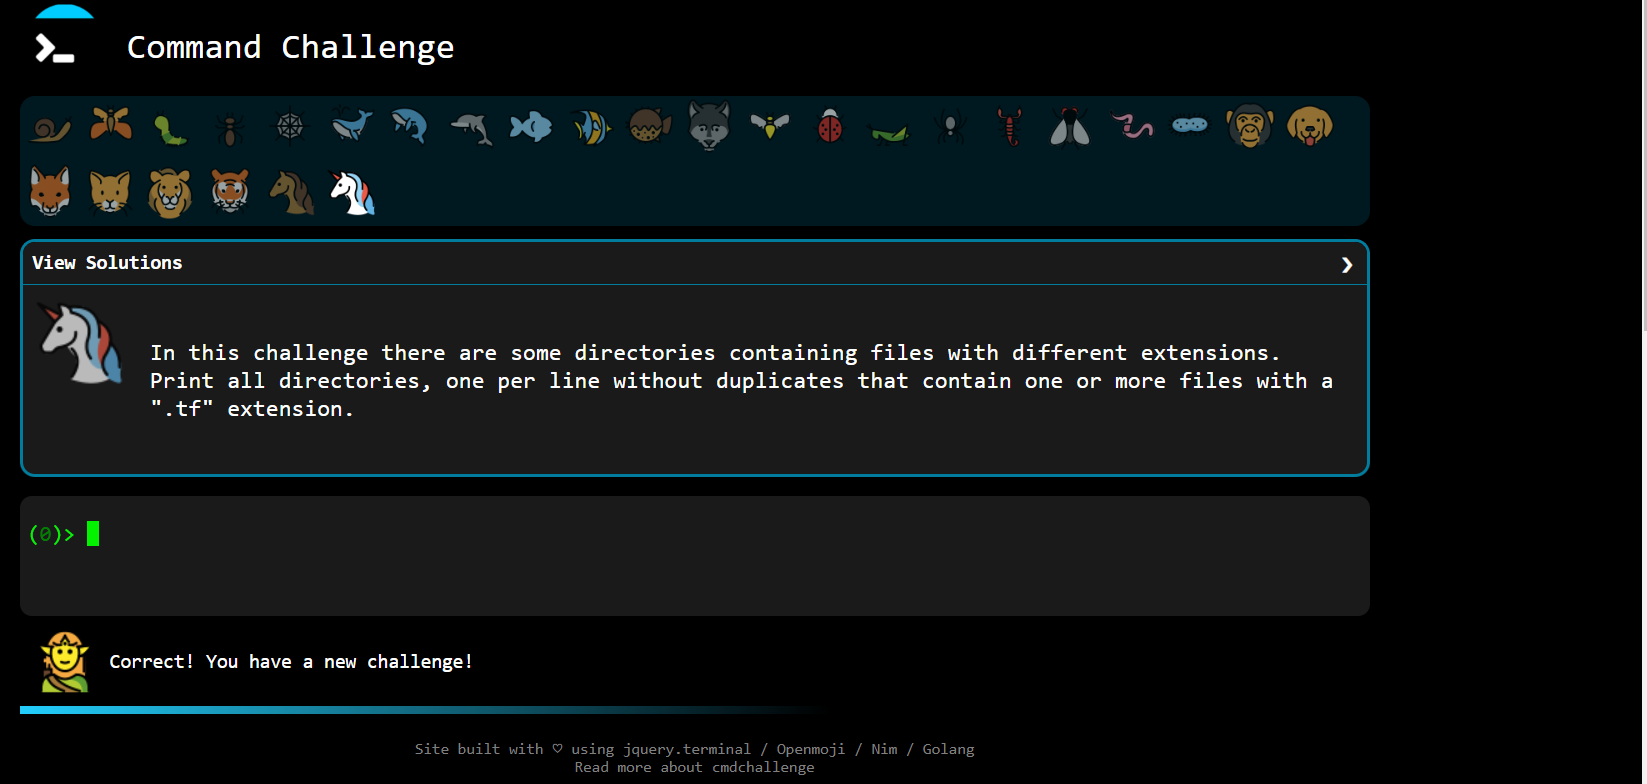 Command Challenge
View Solutions
In this challenge there are some directories containing files with different extensions.
Print all directories, one per line without duplicates that contain one or more files with a
".tf" extension.
(0)>
Correct! You have a new challenge!
Site built with ♡ using jquery.terminal / Openmoji / Nim / Golang
Read more about cmdchallenge